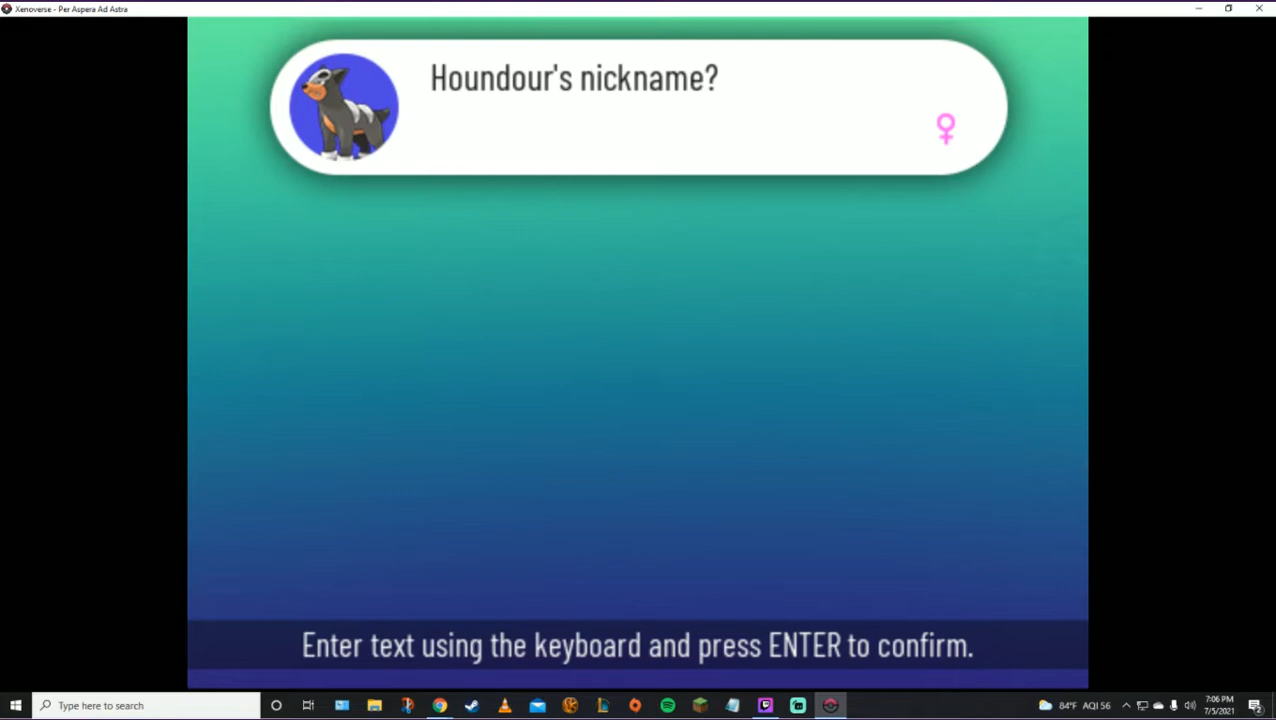 Xenoverse - Per Aspera Ad Astra
Houndour's nickname?
Enter text using the keyboard and press ENTER to confirm.
Type here to search
84°F AQI 56
7:06 PM
7/5/2021
2